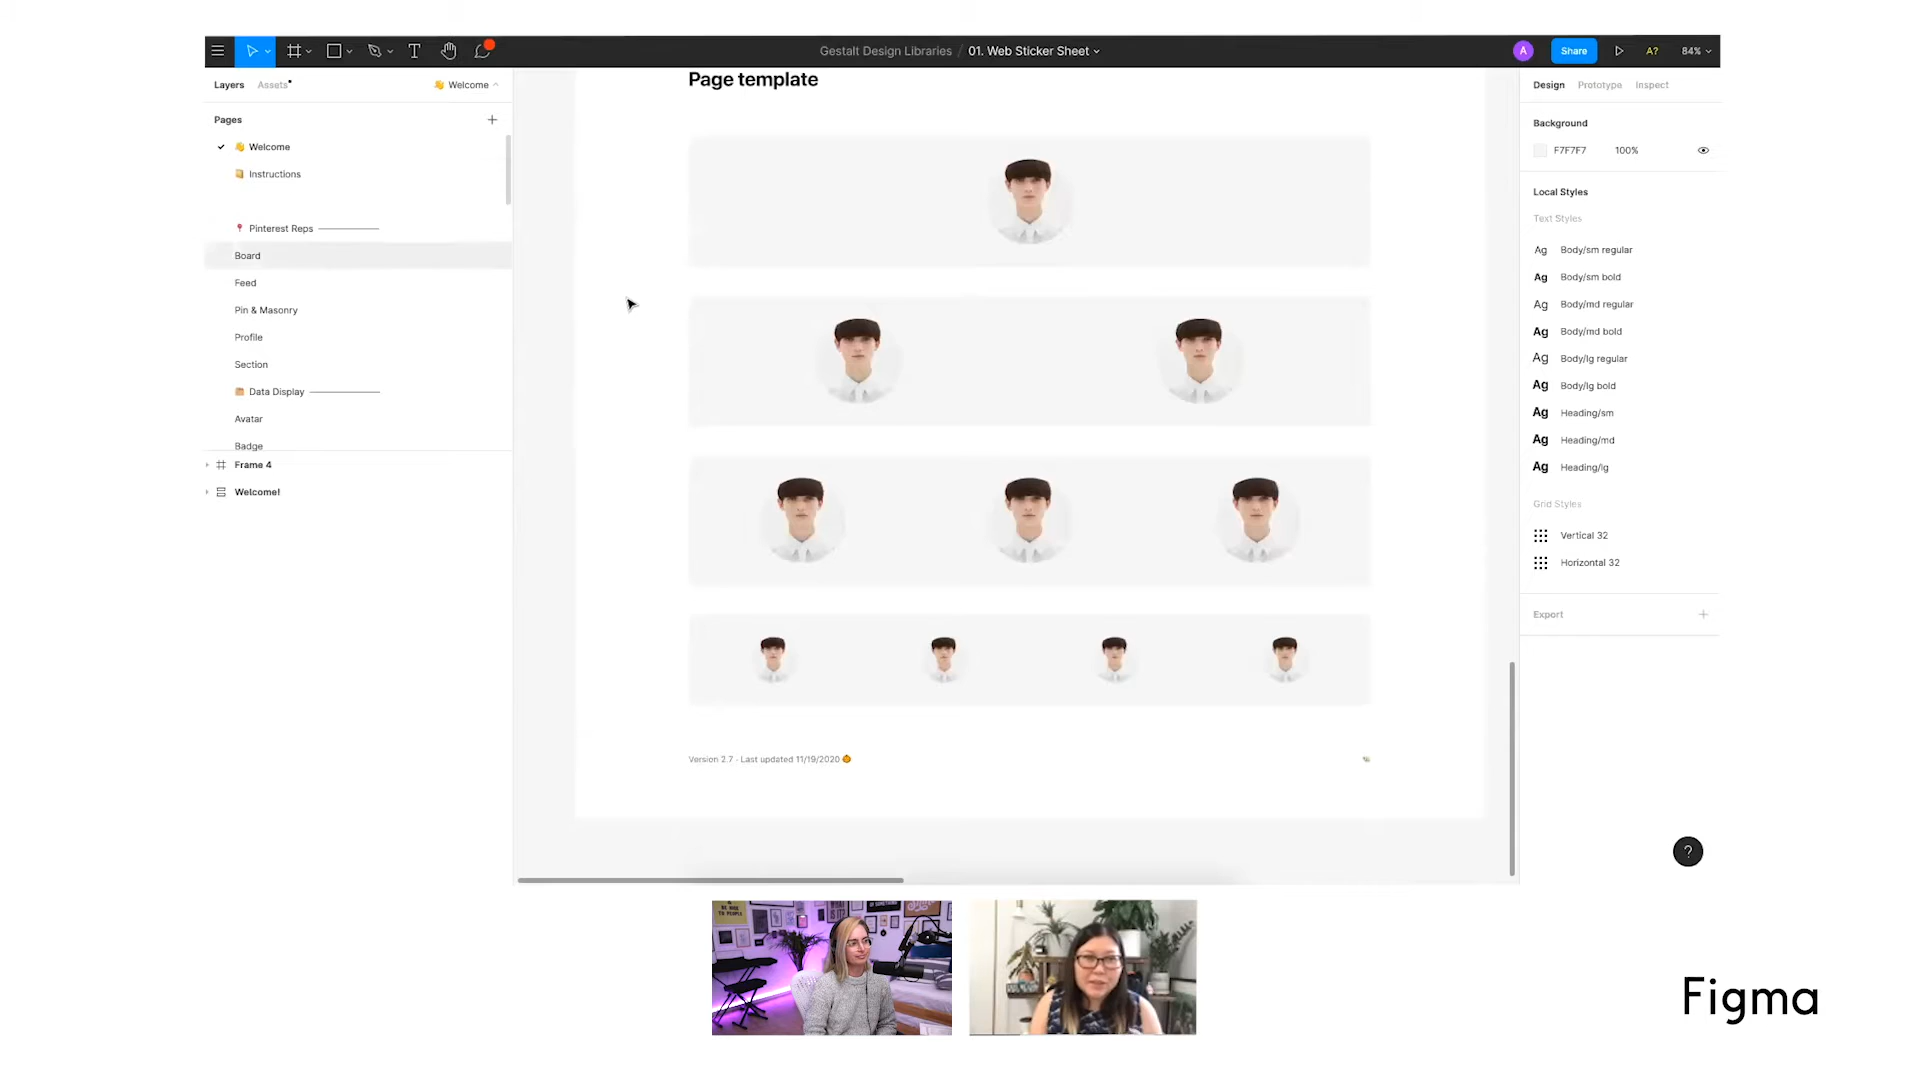 Gestalt Design Libraries / 01. Web Sticker Sheet
A
Share
A?
84%
Layers
Assets
Welcome
Pages
Welcome
Instructions
Pinterest Reps
Board
Feed
Pin & Masonry
Profile
Section
Data Display
Avatar
Badge
Frame 4
Welcome!
Page template
Version 2.7 - Last updated 11/19/2020
Design
Prototype
Inspect
Background
F7F7F7
100%
Local Styles
Text Styles
Ag Body/sm regular
Ag Body/sm bold
Ag Body/md regular
Ag Body/md bold
Ag Body/lg regular
Ag Body/lg bold
Ag Heading/sm
Ag Heading/md
Ag Heading/lg
Grid Styles
Vertical 32
Horizontal 32
Export
?
BE NICE
TO PEOPLE
Figma